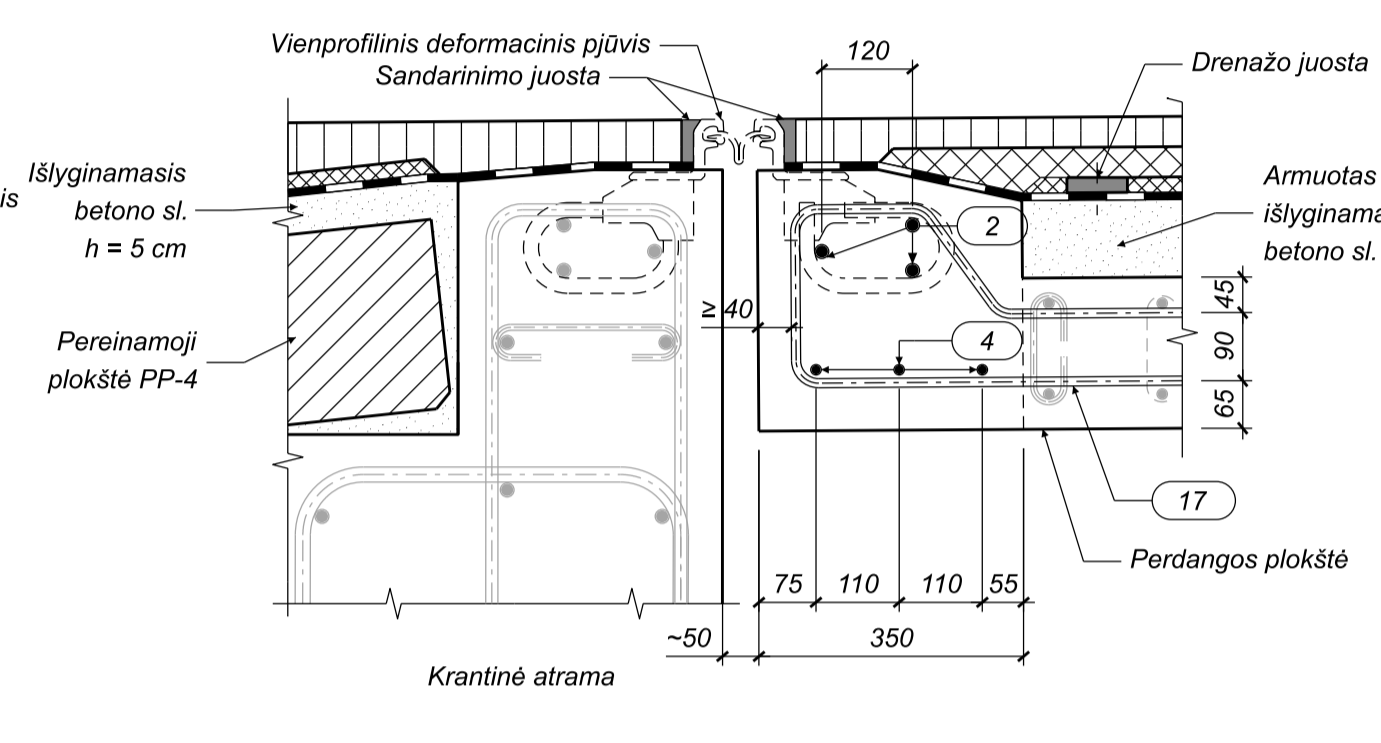 Vienprofilinis deformacinis pjūvis
Sandarinimo juosta
120
Drenažo juosta
is
Išlyginamasis
betono sl.
h = 5 cm
Armuotas
išlyginama
betono sl.
2
≥ 40
4
45
90
65
Pereinamoji
plokštė PP-4
17
Perdangos plokštė
75
110
110
55
~50
350
Krantinė atrama